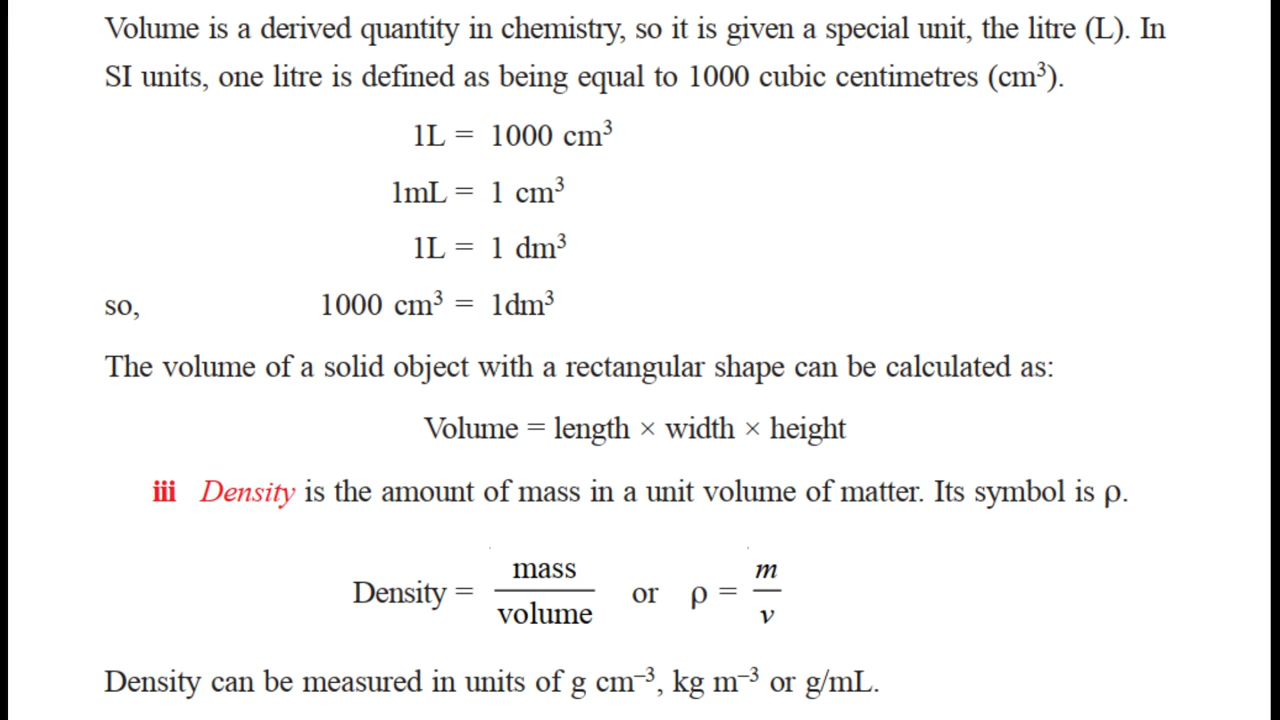 Volume is a derived quantity in chemistry, so it is given a special unit, the litre (L). In
SI units, one litre is defined as being equal to 1000 cubic centimetres (cm³).
1L = 1000 cm³
1mL = 1 cm³
1L = 1 dm³
so, 1000 cm³ = 1dm³
The volume of a solid object with a rectangular shape can be calculated as:
Volume = length × width × height
iii Density is the amount of mass in a unit volume of matter. Its symbol is ρ.
Density = mass / volume or ρ = m / v
Density can be measured in units of g cm⁻³, kg m⁻³ or g/mL.